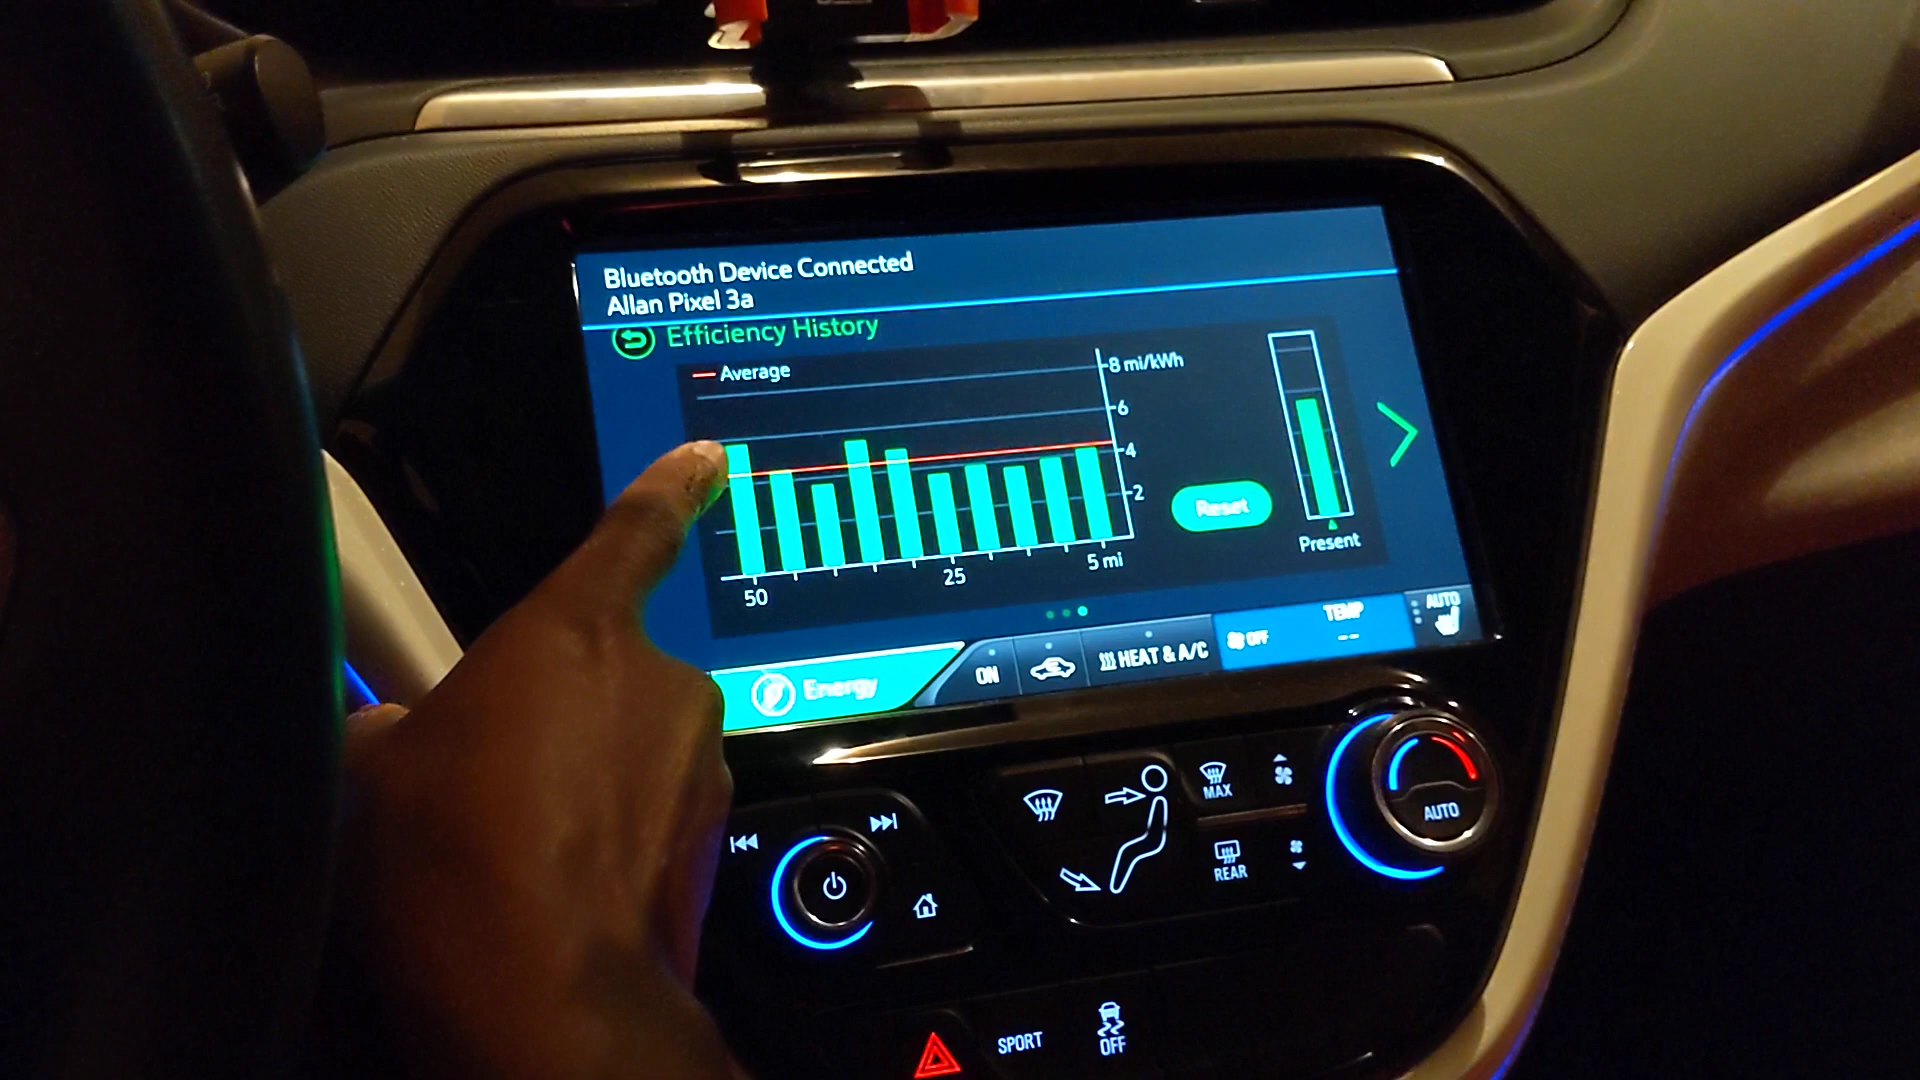 Bluetooth Device Connected
Allan Pixel 3a
Efficiency History
Average
8 mi/kWh
6
4
2
50
25
5 mi
Reset
Present
Energy
ON
HEAT & A/C
OFF
TEMP
--
AUTO
MAX
AUTO
REAR
SPORT
OFF